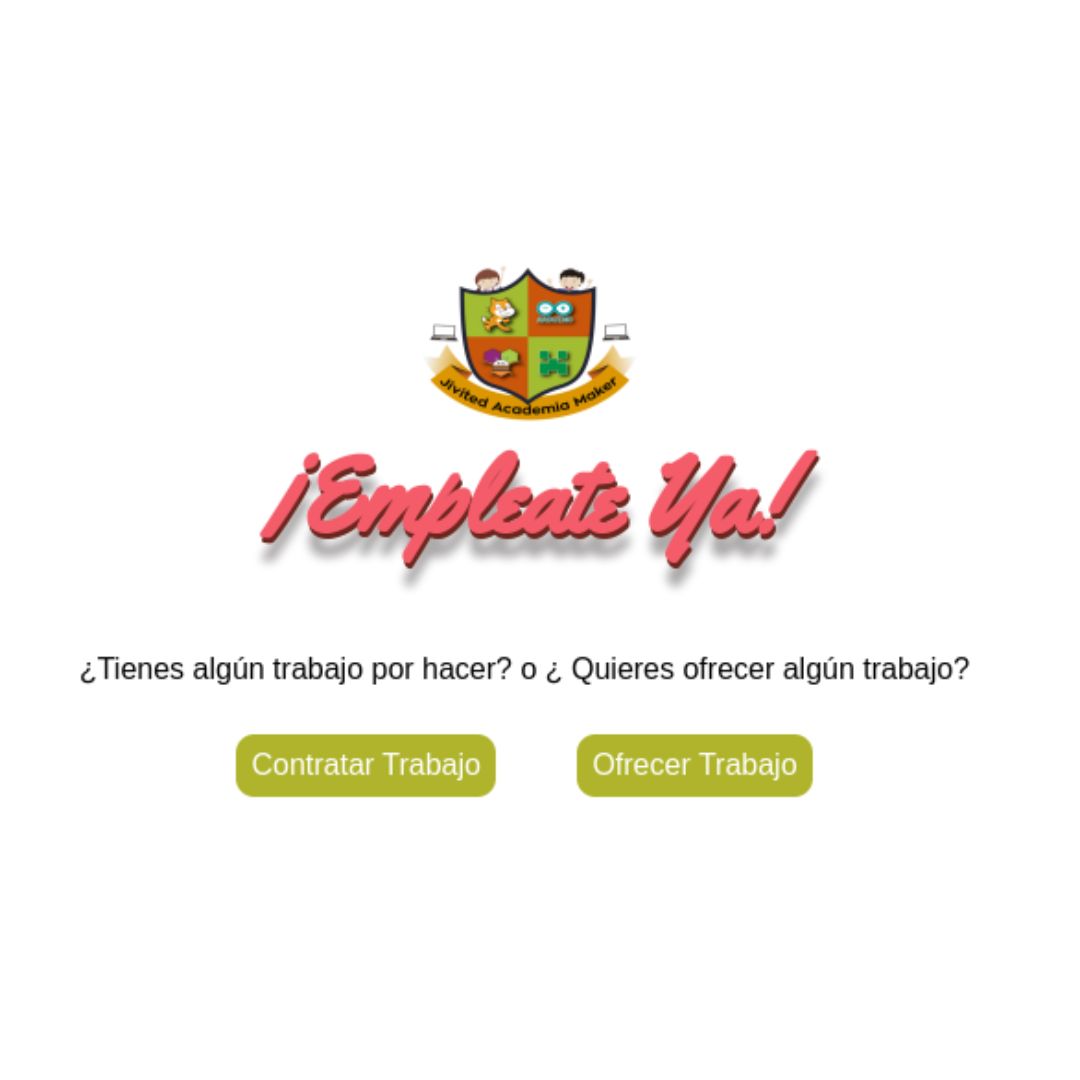 Jivited Academia Maker
¡Empleate Ya!
¿Tienes algún trabajo por hacer? o ¿ Quieres ofrecer algún trabajo?
Contratar Trabajo
Ofrecer Trabajo